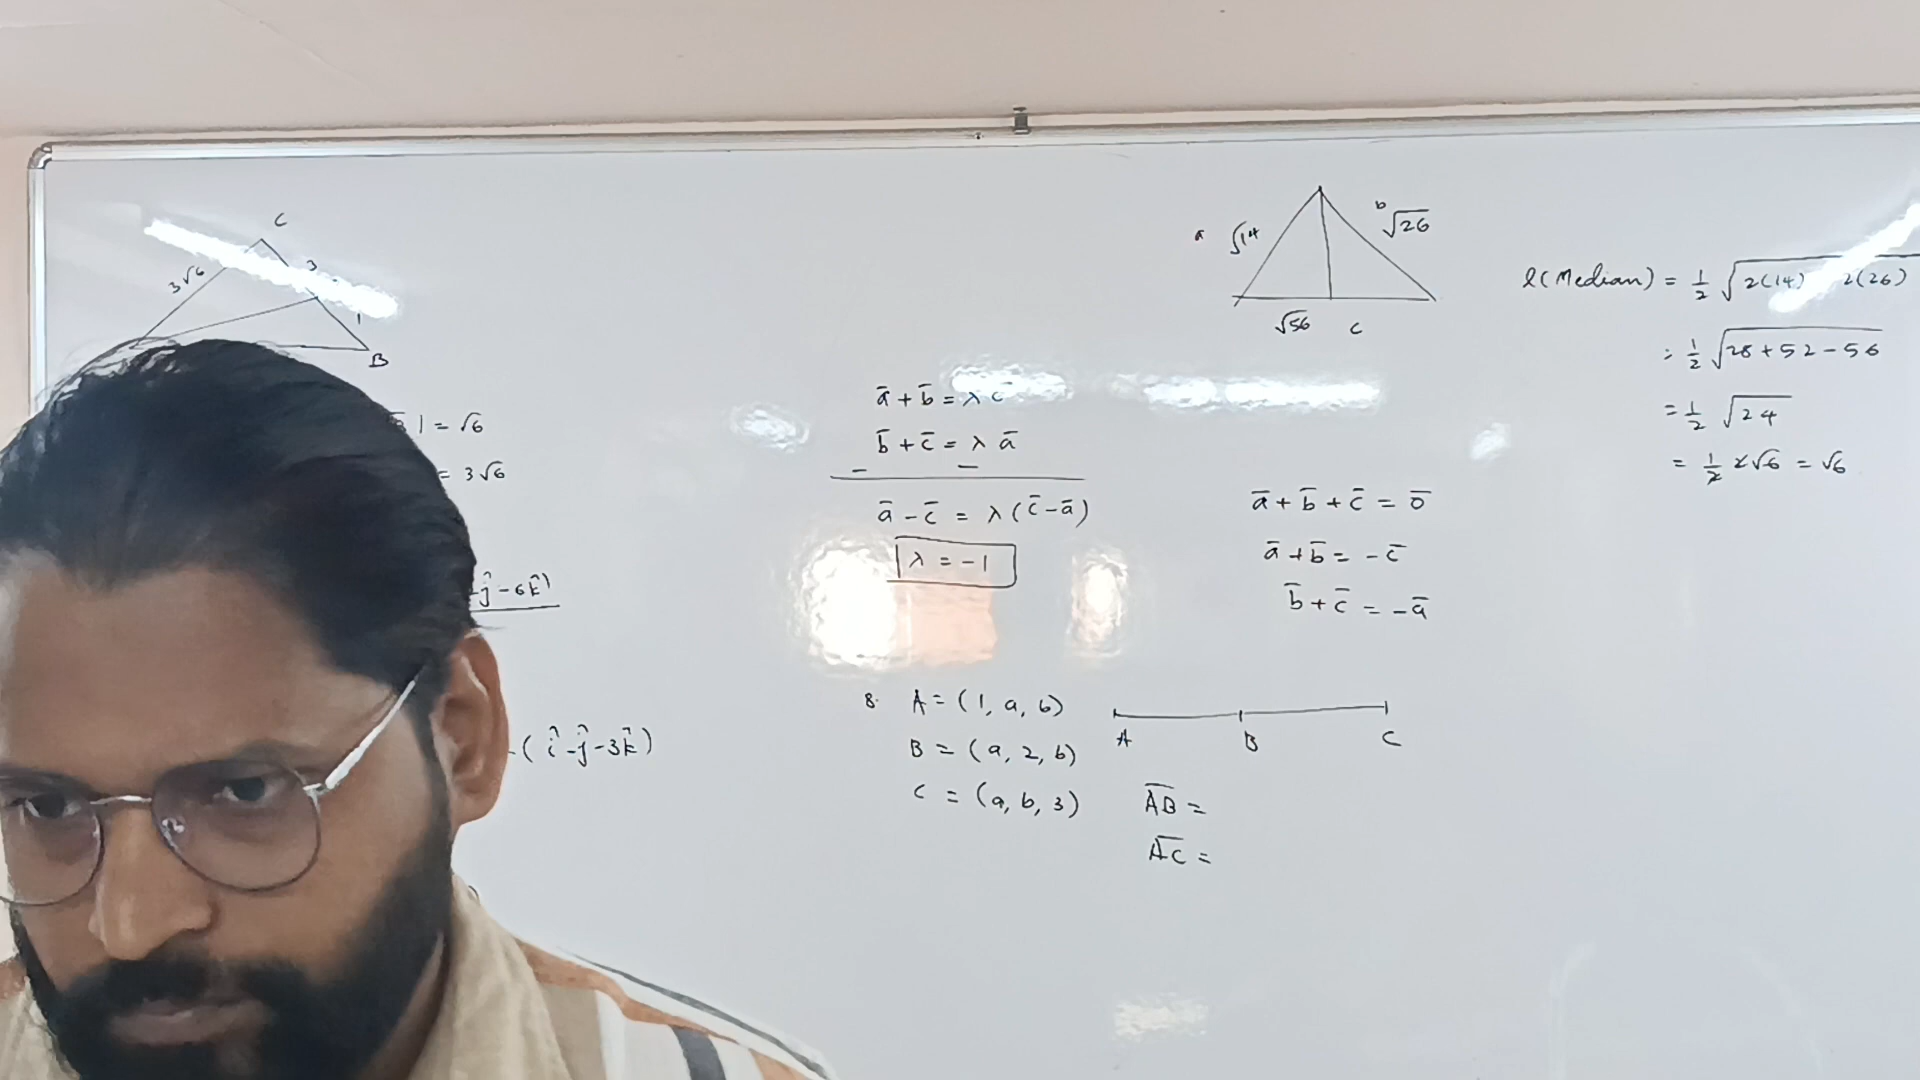 C
3√6
3
1
B
| = √6
= 3√6
ĵ - 6k̂)
(î - ĵ - 3k̂)
ā + b̄ = λ c̄
b̄ + c̄ = λ ā
ā - c̄ = λ (c̄ - ā)
λ = -1
8. A = (1, a, b)
B = (a, 2, b)
C = (a, b, 3)
A B C
AB̄ =
AC̄ =
a √14
b √26
√56 c
ā + b̄ + c̄ = 0̄
ā + b̄ = -c̄
b̄ + c̄ = -ā
l(Median) = 1/2 √2(14) 2(26)
= 1/2 √28 + 52 - 56
= 1/2 √24
= 1/2 2√6 = √6